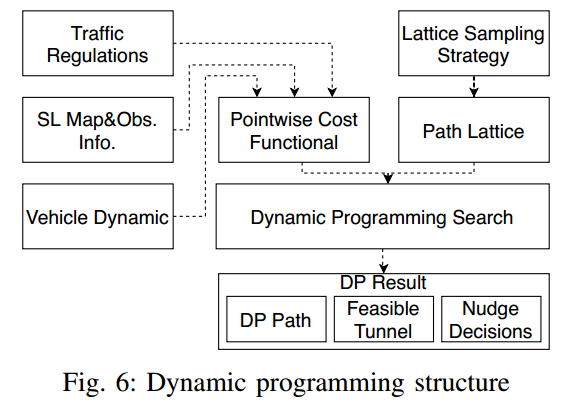 Traffic
Regulations
Lattice Sampling
Strategy
SL Map&Obs.
Info.
Pointwise Cost
Functional
Path Lattice
Vehicle Dynamic
Dynamic Programming Search
DP Result
DP Path
Feasible
Tunnel
Nudge
Decisions
Fig. 6: Dynamic programming structure